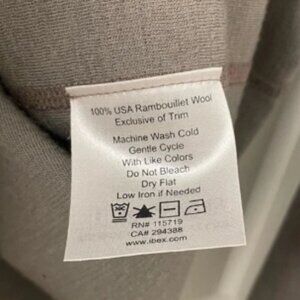 100% USA Rambouillet Wool
Exclusive of Trim
Machine Wash Cold
Gentle Cycle
With Like Colors
Do Not Bleach
Dry Flat
Low Iron if Needed
RN# 115719
CA# 294388
www.ibex.com